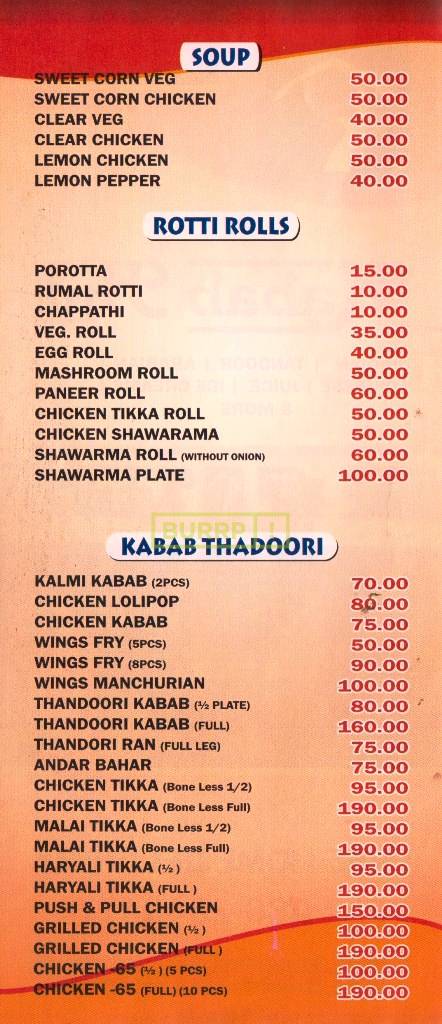 SOUP
SWEET CORN VEG 50.00
SWEET CORN CHICKEN 50.00
CLEAR VEG 40.00
CLEAR CHICKEN 50.00
LEMON CHICKEN 50.00
LEMON PEPPER 40.00
ROTTI ROLLS
POROTTA 15.00
RUMAL ROTTI 10.00
CHAPPATHI 10.00
VEG. ROLL 35.00
EGG ROLL 40.00
MASHROOM ROLL 50.00
PANEER ROLL 60.00
CHICKEN TIKKA ROLL 50.00
CHICKEN SHAWARAMA 50.00
SHAWARMA ROLL (WITHOUT ONION) 60.00
SHAWARMA PLATE 100.00
BURRP!
KABAB THADOORI
KALMI KABAB (2PCS) 70.00
CHICKEN LOLIPOP 80.00
CHICKEN KABAB 75.00
WINGS FRY (5PCS) 50.00
WINGS FRY (8PCS) 90.00
WINGS MANCHURIAN 100.00
THANDOORI KABAB (½ PLATE) 80.00
THANDOORI KABAB (FULL) 160.00
THANDORI RAN (FULL LEG) 75.00
ANDAR BAHAR 75.00
CHICKEN TIKKA (Bone Less 1/2) 95.00
CHICKEN TIKKA (Bone Less Full) 190.00
MALAI TIKKA (Bone Less 1/2) 95.00
MALAI TIKKA (Bone Less Full) 190.00
HARYALI TIKKA (½ ) 95.00
HARYALI TIKKA (FULL ) 190.00
PUSH & PULL CHICKEN 150.00
GRILLED CHICKEN (½ ) 100.00
GRILLED CHICKEN (FULL ) 190.00
CHICKEN -65 (½ ) (5 PCS) 100.00
CHICKEN -65 (FULL) (10 PCS) 190.00